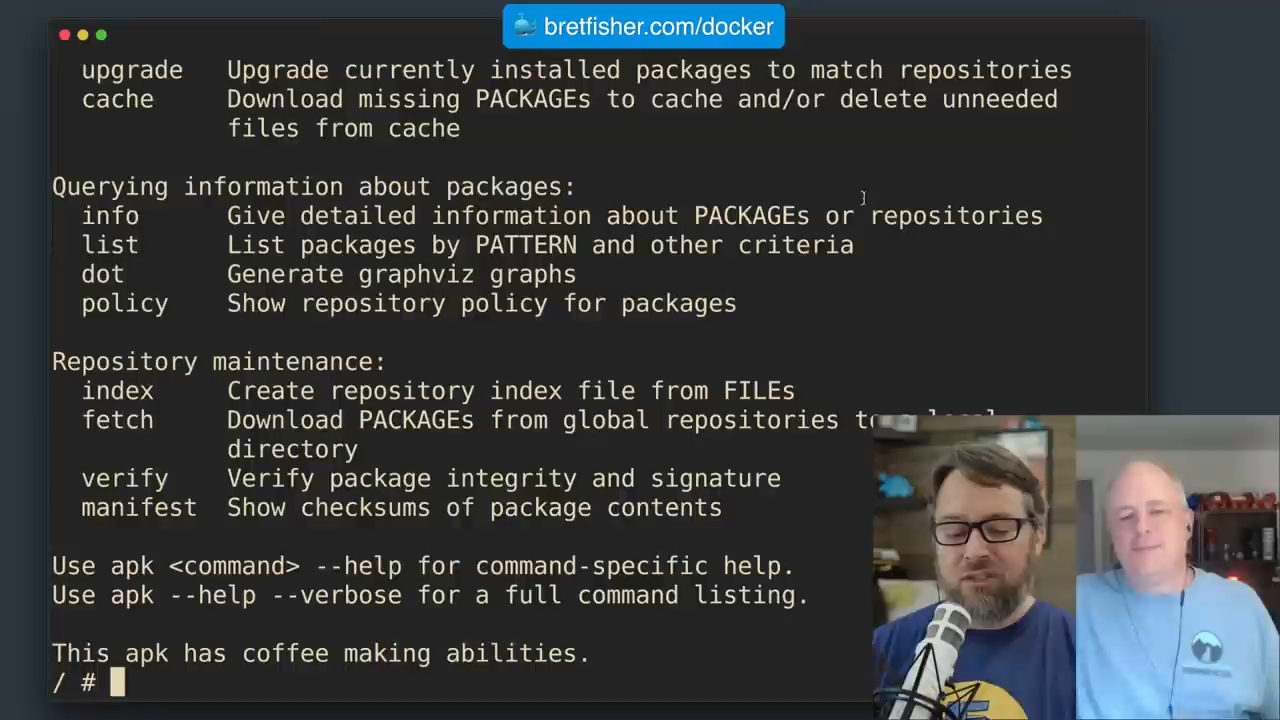 bretfisher.com/docker
upgrade Upgrade currently installed packages to match repositories
cache Download missing PACKAGEs to cache and/or delete unneeded
files from cache
Querying information about packages:
info Give detailed information about PACKAGEs or repositories
list List packages by PATTERN and other criteria
dot Generate graphviz graphs
policy Show repository policy for packages
Repository maintenance:
index Create repository index file from FILEs
fetch Download PACKAGEs from global repositories to a local
directory
verify Verify package integrity and signature
manifest Show checksums of package contents
Use apk <command> --help for command-specific help.
Use apk --help --verbose for a full command listing.
This apk has coffee making abilities.
/ #